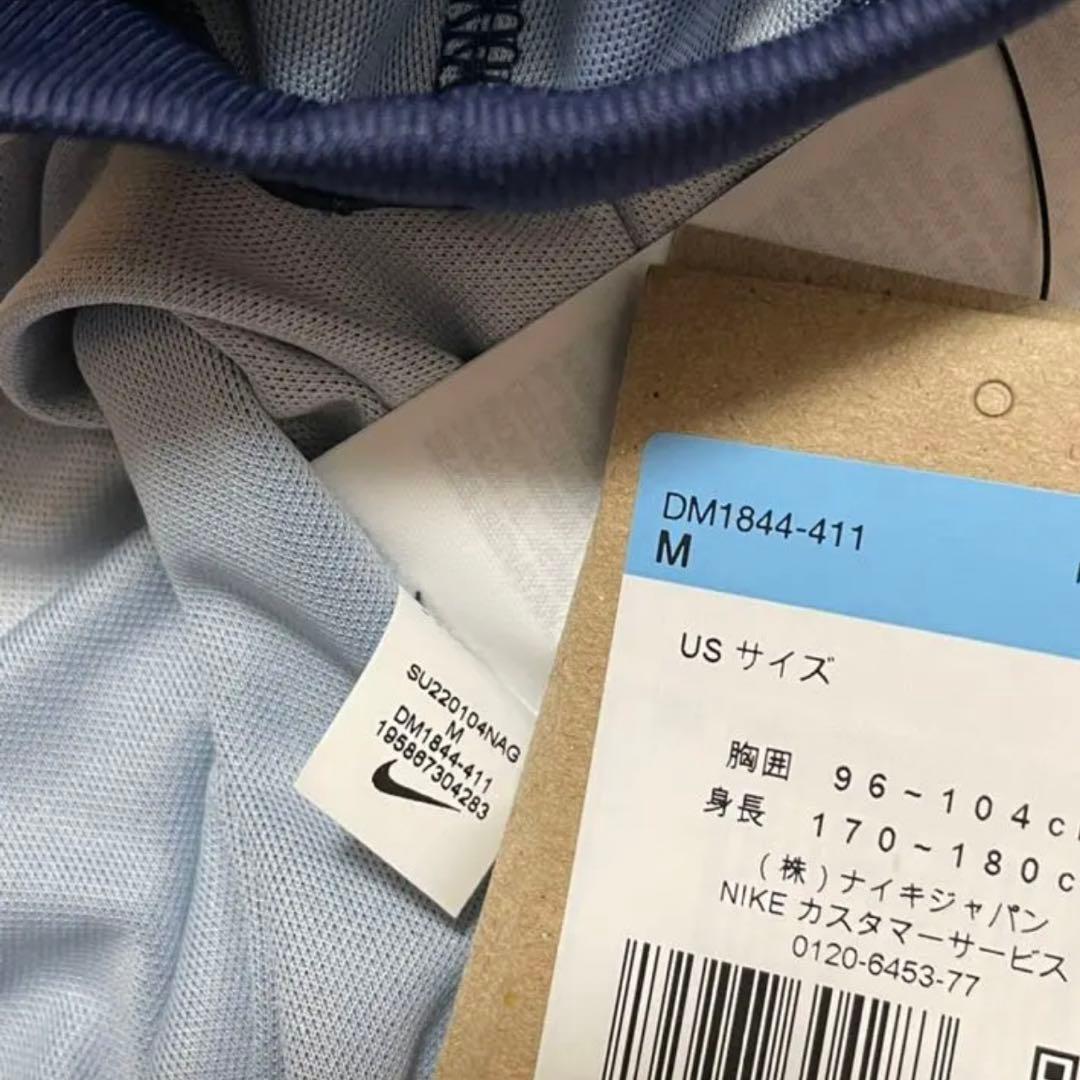 DM1844-411
M
US サイズ
胸囲 96~104c
身長 170~180c
(株)ナイキジャパン
NIKE カスタマーサービス
0120-6453-77
SU220104NAG
M
DM1844-411
195887304283